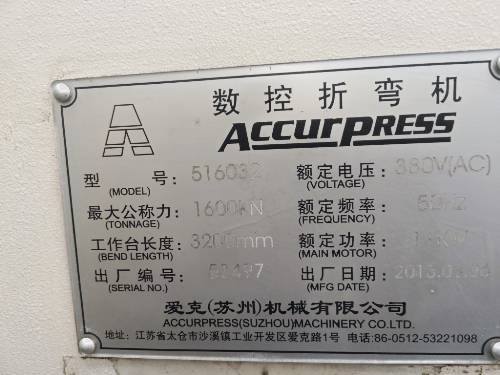 数控折弯机
ACCURPRESS
型 号: 516032 额定电压: 380V(AC)
(MODEL) (VOLTAGE)
最大公称力: 1600kN 额定频率: 50HZ
(TONNAGE) (FREQUENCY)
工作台长度: 3200mm 额定功率:
(BEND LENGTH) (MAIN MOTOR)
出厂编号: 出厂日期:
(SERIAL NO.) (MFG DATE)
爱克(苏州)机械有限公司
ACCURPRESS(SUZHOU)MACHINERY CO.LTD.
地址: 江苏省太仓市沙溪镇工业开发区爱克路1号 电话:86-0512-53221098